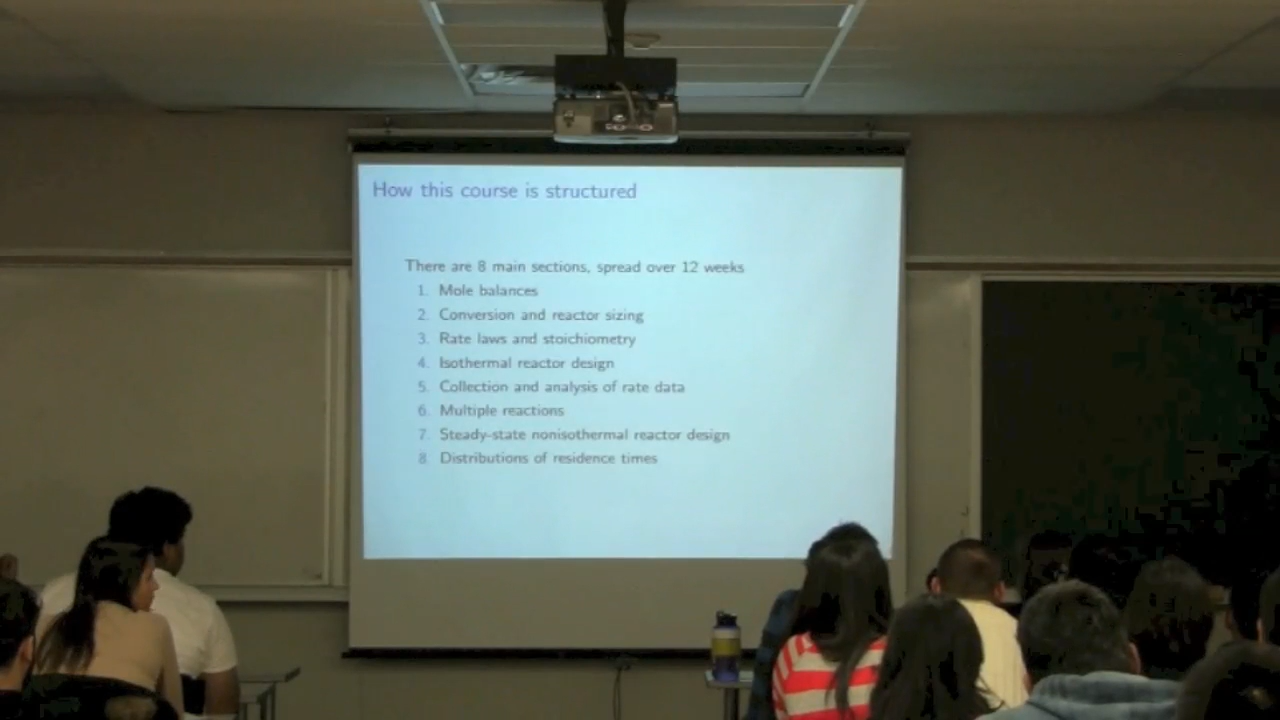 How this course is structured
There are 8 main sections, spread over 12 weeks
1. Mole balances
2. Conversion and reactor sizing
3. Rate laws and stoichiometry
4. Isothermal reactor design
5. Collection and analysis of rate data
6. Multiple reactions
7. Steady-state nonisothermal reactor design
8. Distributions of residence times